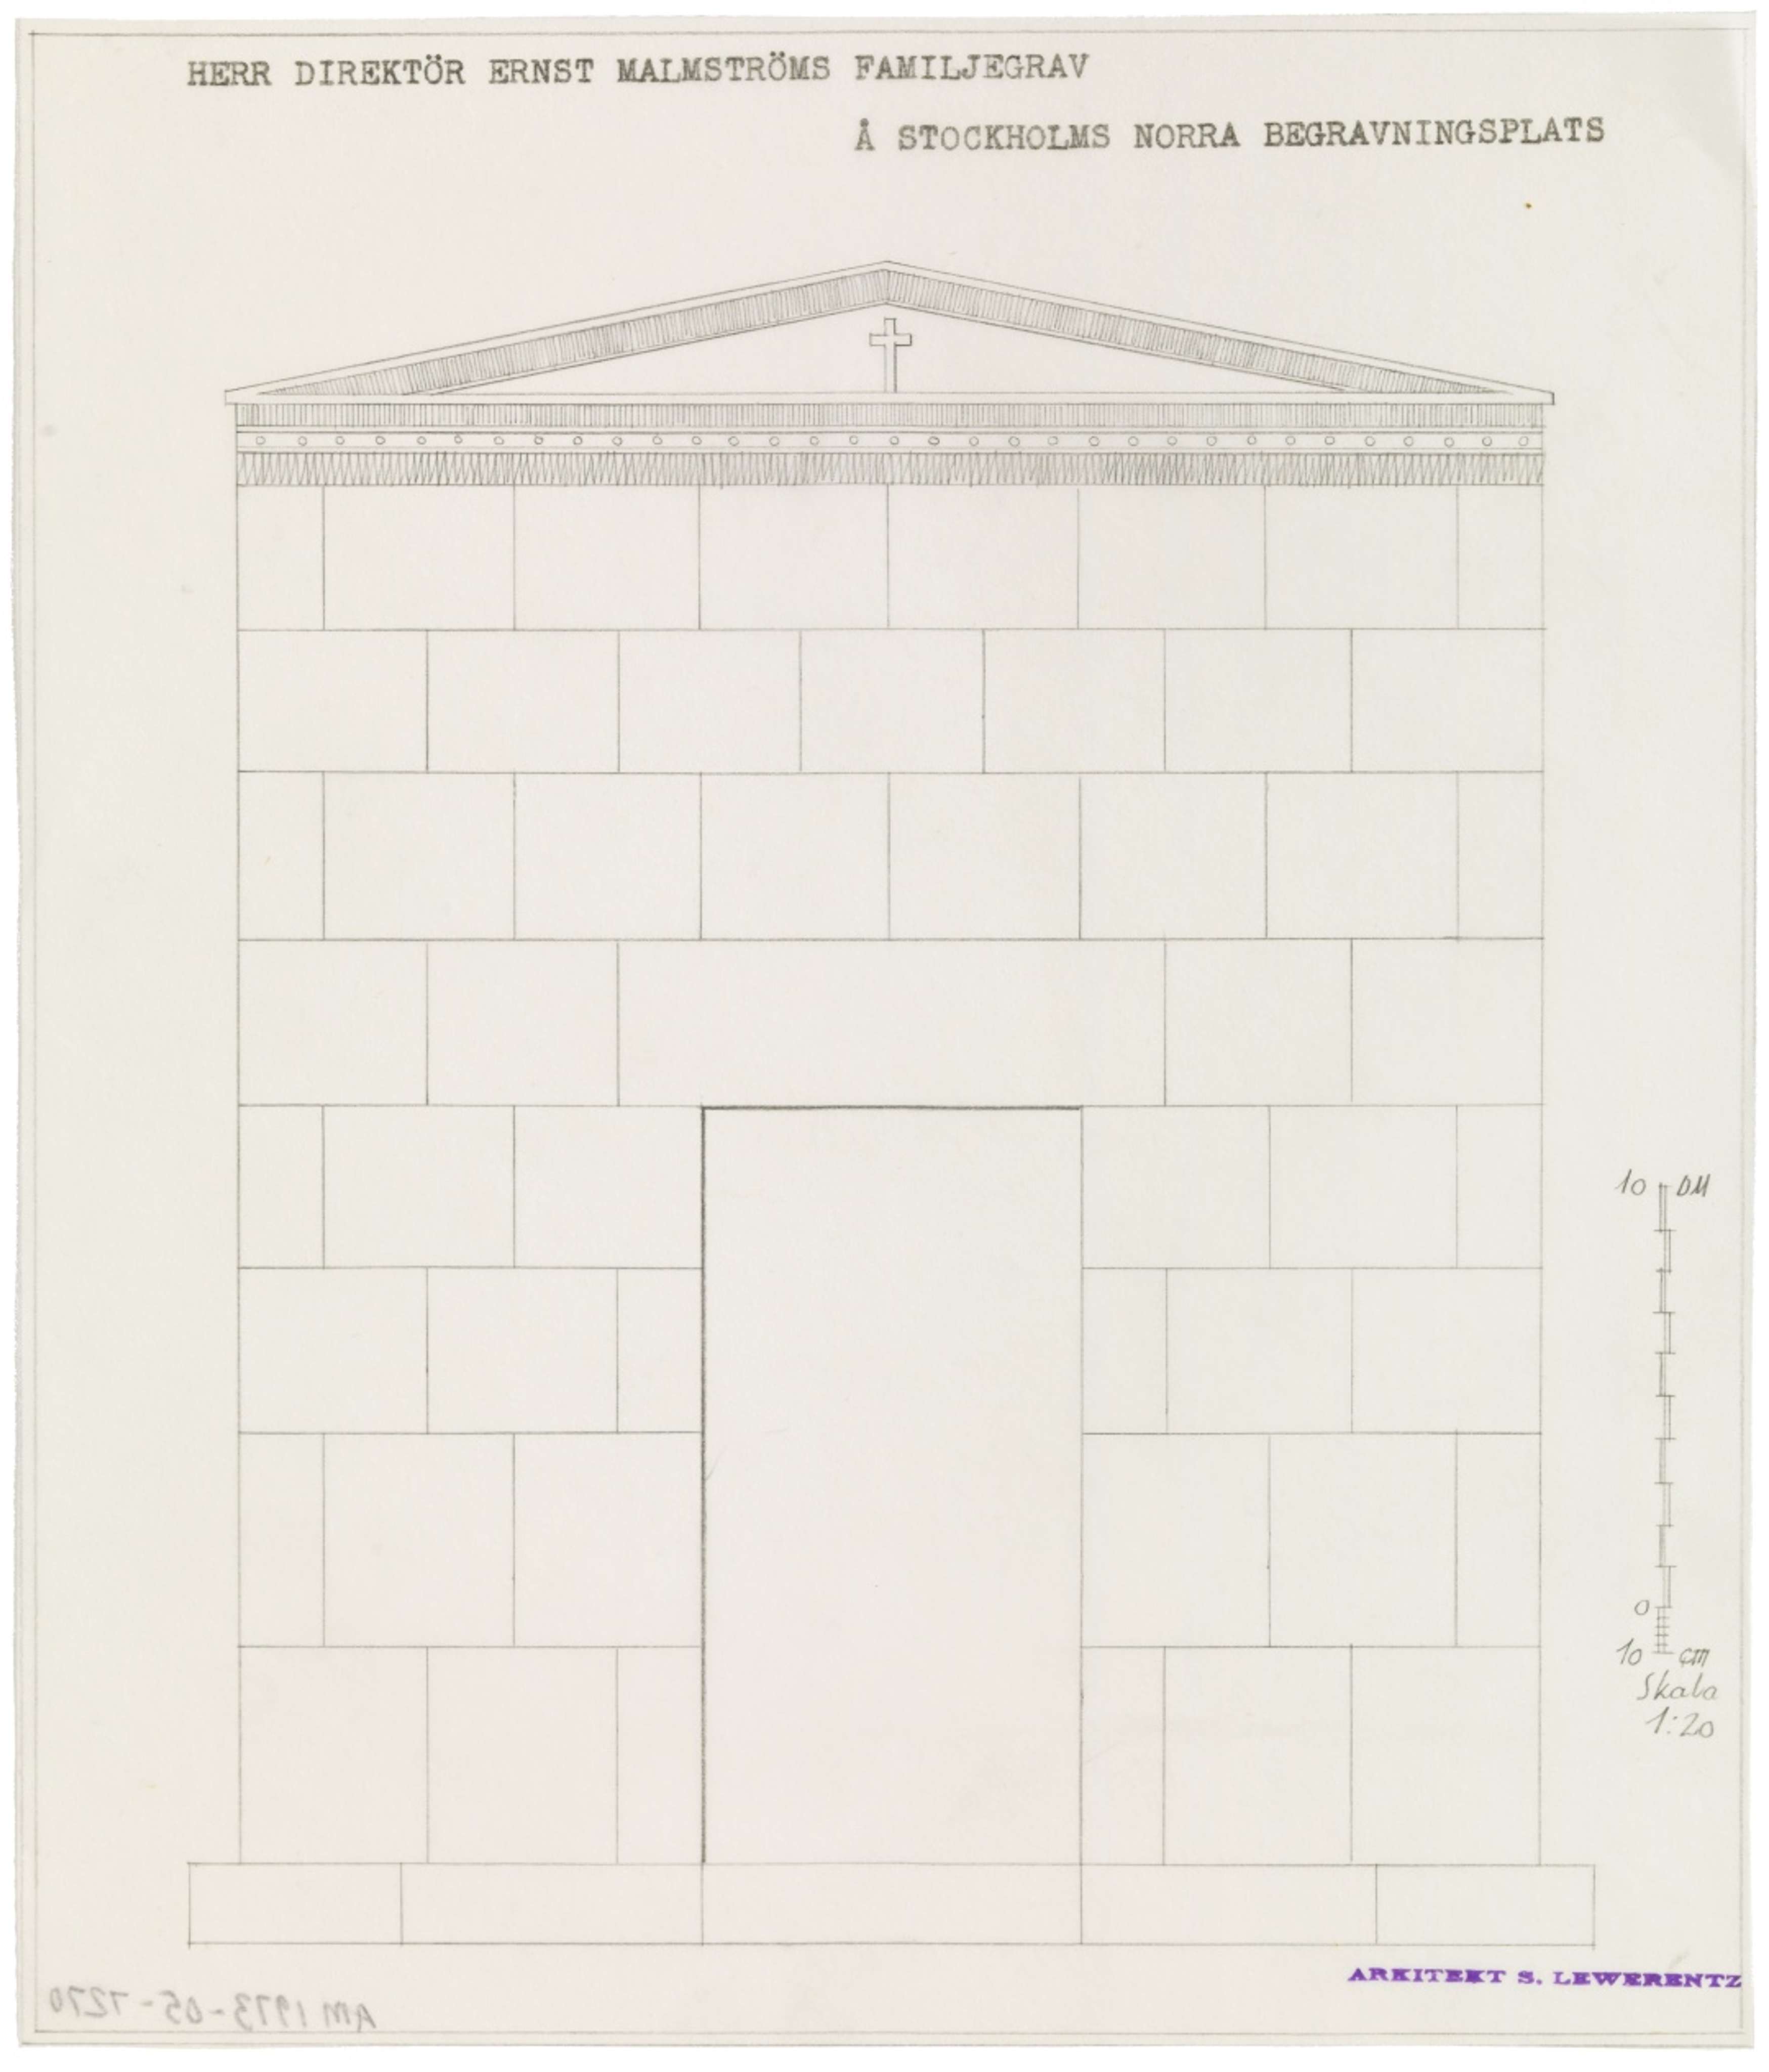 HERR DIREKTÖR ERNST MALMSTRÖMS FAMILJEGRAV
Å STOCKHOLMS NORRA BEGRAVNINGSPLATS
10 DM
0
10 cm
Skala
1:20
ARKITEKT S. LEWERENTZ
AM 1973-05-7270